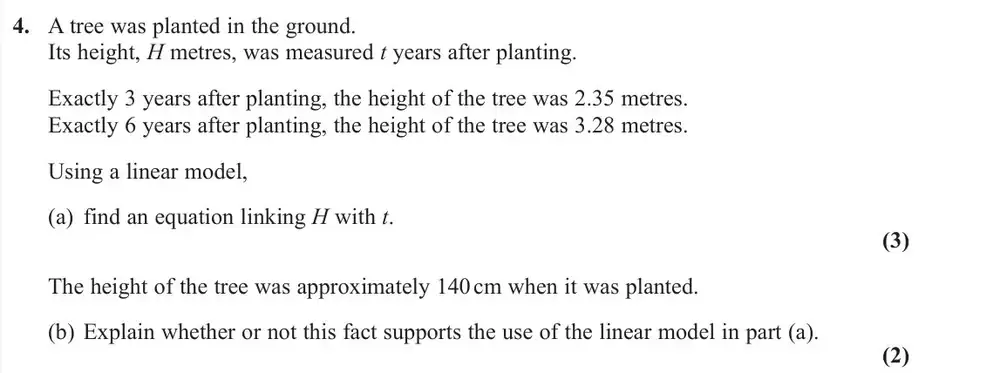 4. A tree was planted in the ground.
Its height, H metres, was measured t years after planting.
Exactly 3 years after planting, the height of the tree was 2.35 metres.
Exactly 6 years after planting, the height of the tree was 3.28 metres.
Using a linear model,
(a) find an equation linking H with t.
(3)
The height of the tree was approximately 140 cm when it was planted.
(b) Explain whether or not this fact supports the use of the linear model in part (a).
(2)